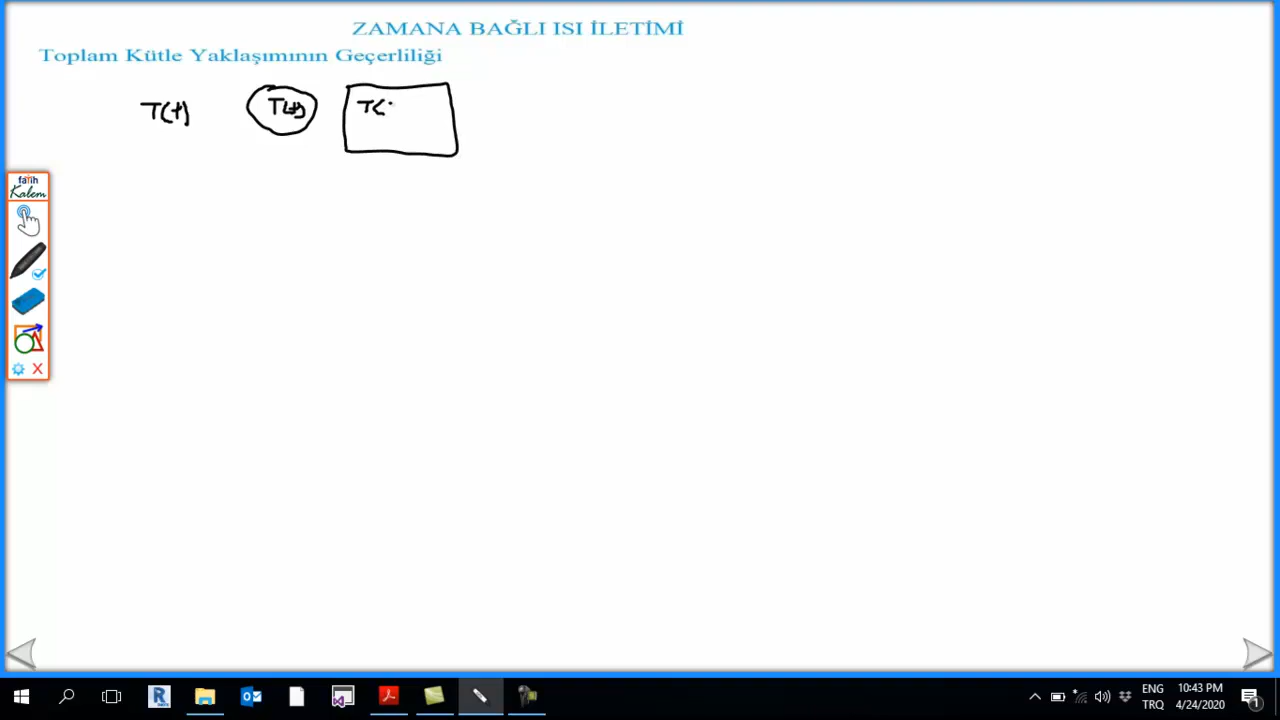 ZAMANA BAĞLI ISI İLETİMİ
Toplam Kütle Yaklaşımının Geçerliliği
T(t) T(t) T(
fatih
Kalem
ENG 10:43 PM
TRQ 4/24/2020
1